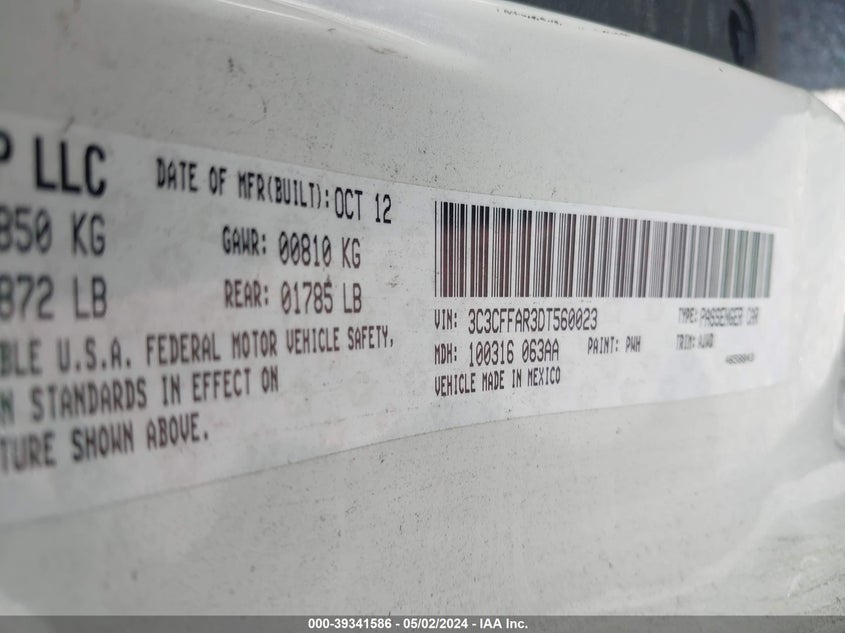 P LLC
DATE OF MFR(BUILT): OCT 12
850 KG
GAWR: 00810 KG
872 LB
REAR: 01785 LB
BLE U.S.A. FEDERAL MOTOR VEHICLE SAFETY,
N STANDARDS IN EFFECT ON
TURE SHOWN ABOVE.
VIN: 3C3CFFAR3DT560023
TYPE: PASSENGER CAR
MDH: 100316 063AA
PAINT: PWH
TRIM:
VEHICLE MADE IN MEXICO
000-39341586 - 05/02/2024 - IAA Inc.